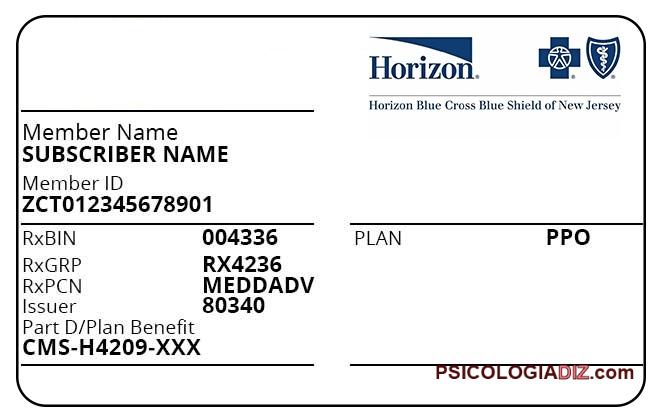 Horizon.
Horizon Blue Cross Blue Shield of New Jersey
Member Name
SUBSCRIBER NAME
Member ID
ZCT012345678901
RxBIN 004336
RxGRP RX4236
RxPCN MEDDADV
Issuer 80340
Part D/Plan Benefit
CMS-H4209-XXX
PLAN PPO
PSICOLOGIADIZ.com